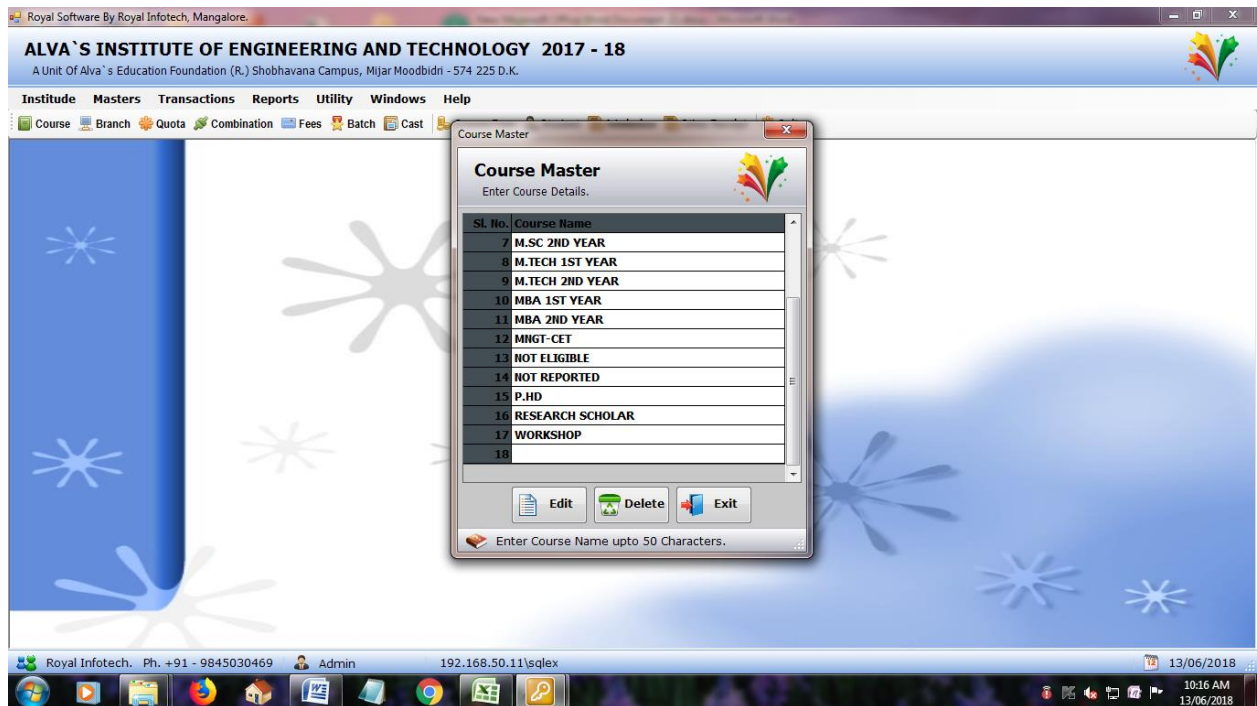 Royal Software By Royal Infotech, Mangalore.
ALVA`S INSTITUTE OF ENGINEERING AND TECHNOLOGY 2017 - 18
A Unit Of Alva`s Education Foundation (R.) Shobhavana Campus, Mijar Moodbidri - 574 225 D.K.
Institude Masters Transactions Reports Utility Windows Help
Course Branch Quota Combination Fees Batch Cast
Course Master
Course Master
Enter Course Details.
Sl. No. Course Name
7 M.SC 2ND YEAR
8 M.TECH 1ST YEAR
9 M.TECH 2ND YEAR
10 MBA 1ST YEAR
11 MBA 2ND YEAR
12 MNGT-CET
13 NOT ELIGIBLE
14 NOT REPORTED
15 P.HD
16 RESEARCH SCHOLAR
17 WORKSHOP
18
Edit Delete Exit
Enter Course Name upto 50 Characters.
Royal Infotech. Ph. +91 - 9845030469 Admin 192.168.50.11\sqlex 13/06/2018
10:16 AM
13/06/2018